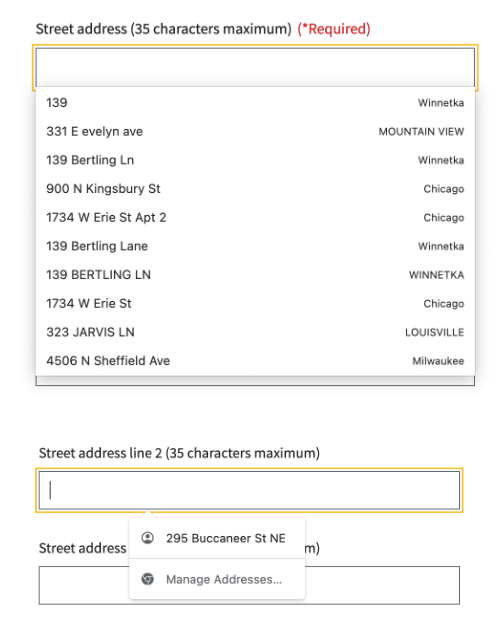 Street address (35 characters maximum) (*Required)
139 Winnetka
331 E evelyn ave MOUNTAIN VIEW
139 Bertling Ln Winnetka
900 N Kingsbury St Chicago
1734 W Erie St Apt 2 Chicago
139 Bertling Lane Winnetka
139 BERTLING LN WINNETKA
1734 W Erie St Chicago
323 JARVIS LN LOUISVILLE
4506 N Sheffield Ave Milwaukee
Street address line 2 (35 characters maximum)
295 Buccaneer St NE
Street address m)
Manage Addresses...